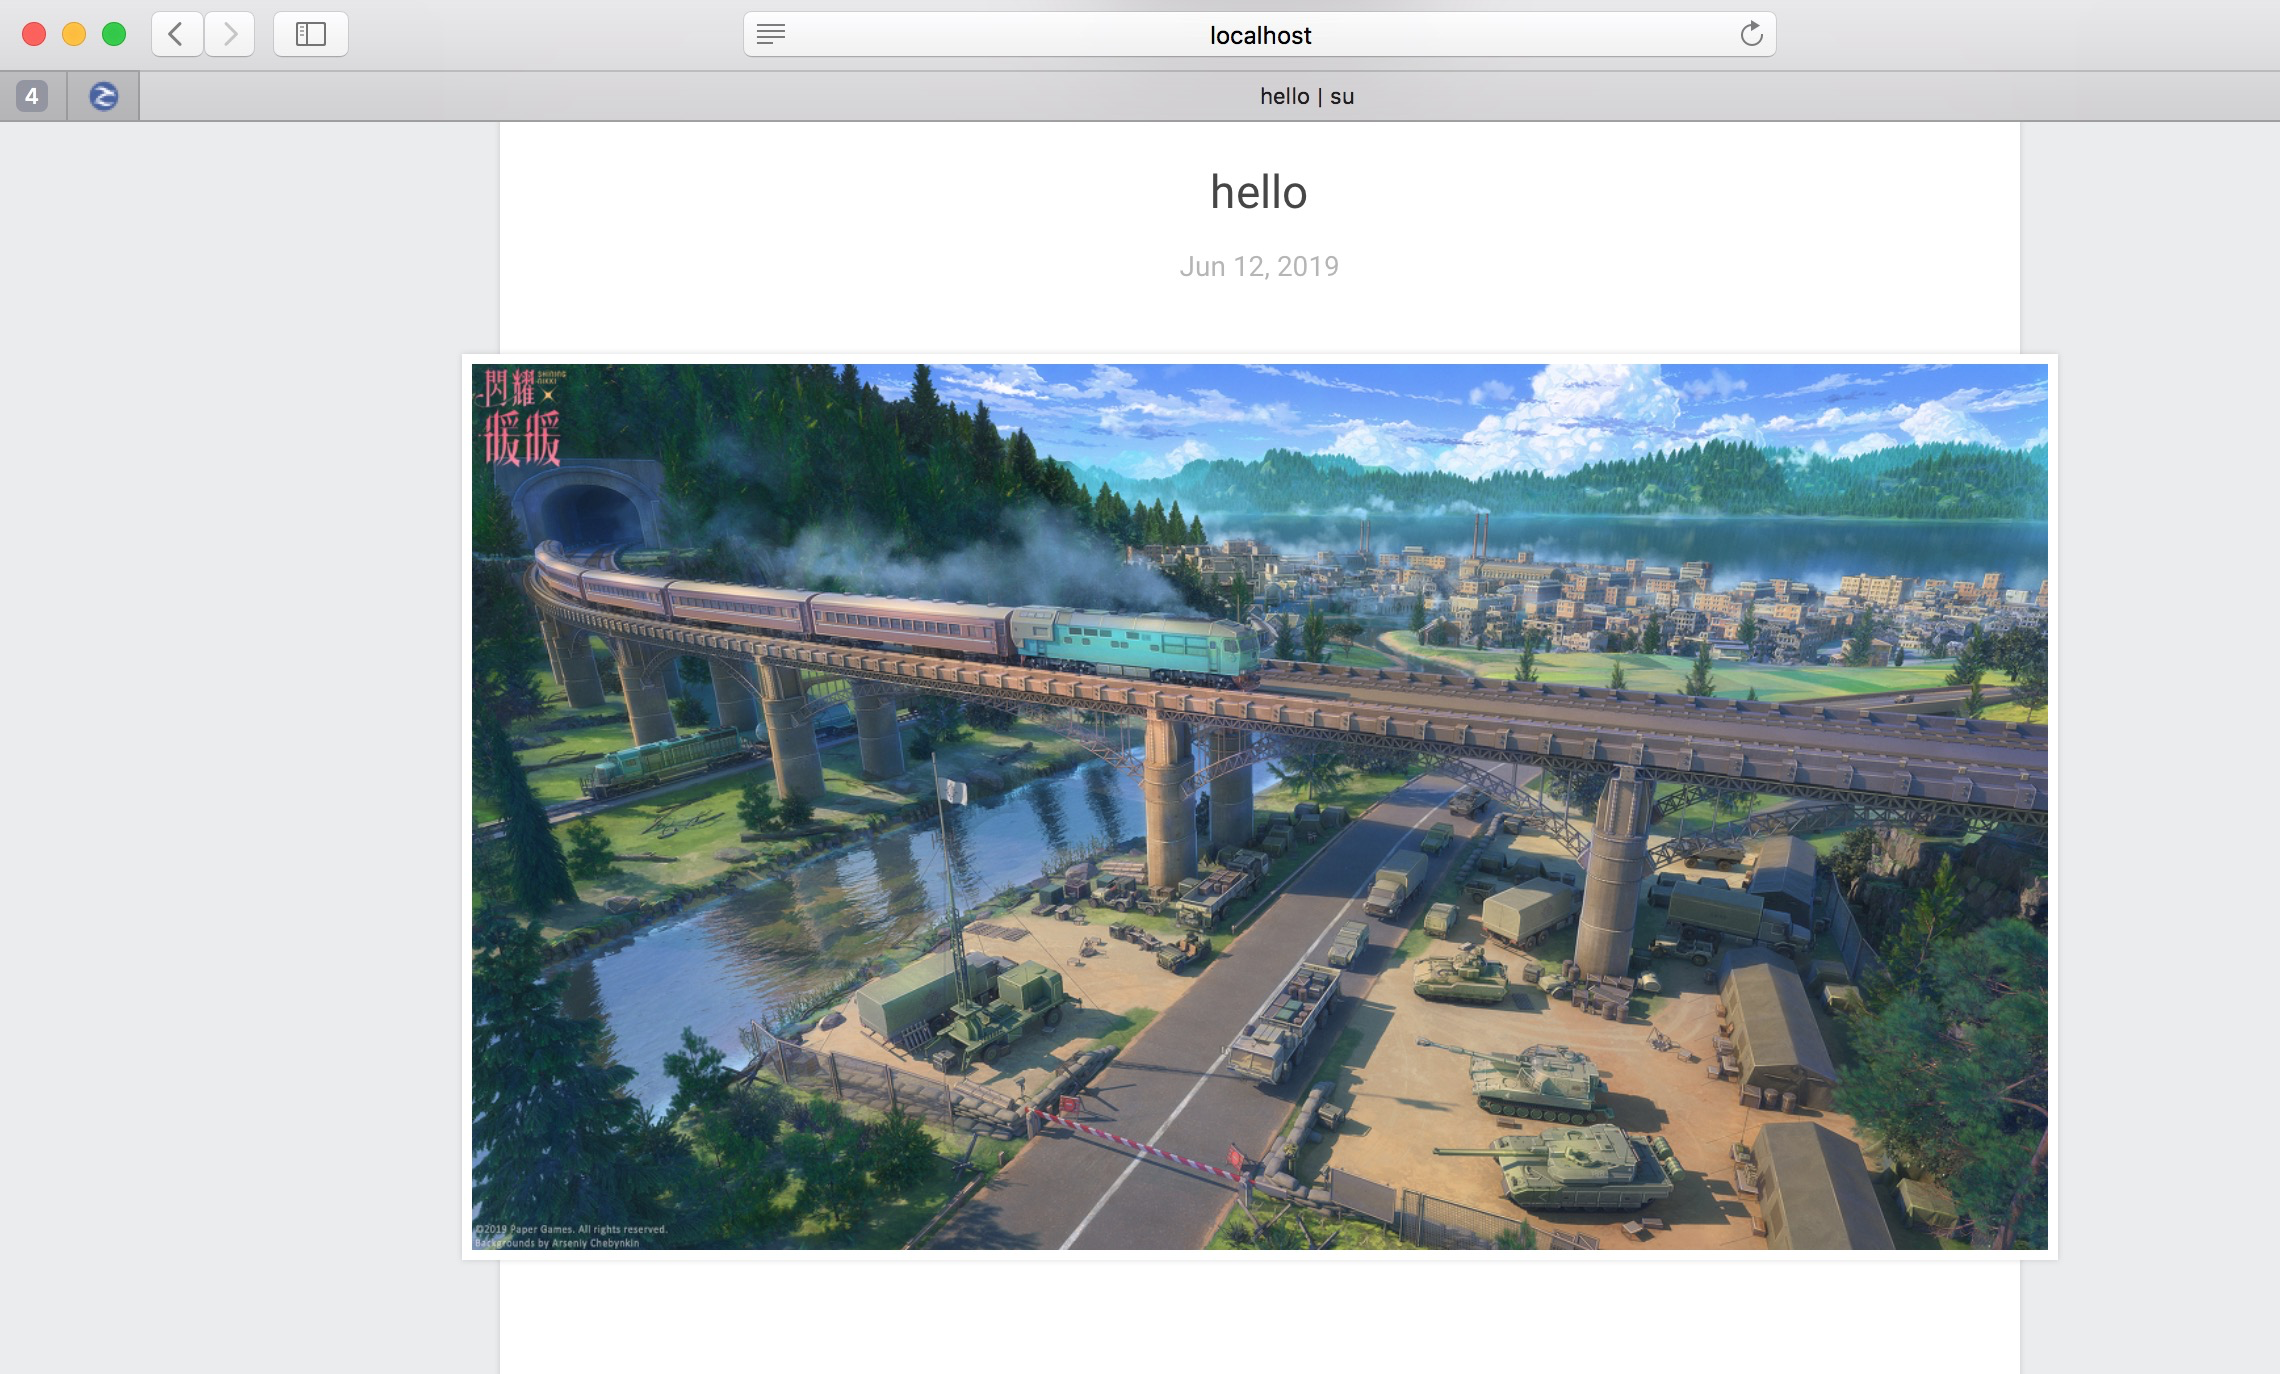 localhost
4
hello | su
hello
Jun 12, 2019
閃耀
SHINING
NIKKI
暖暖
©2019 Paper Games. All rights reserved.
Backgrounds by Arseniy Chebynkin